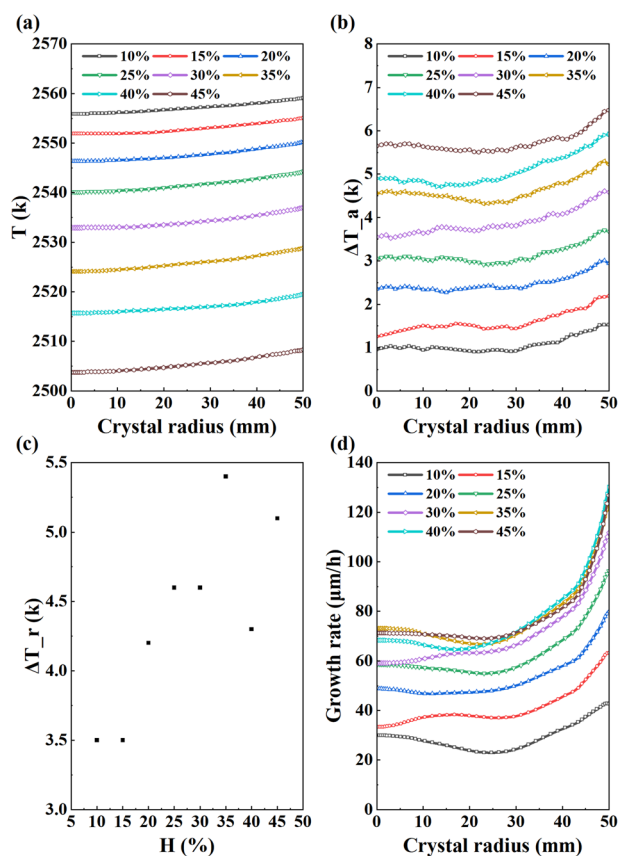 (a)
2570
2560
2550
2540
2530
2520
2510
2500
T (k)
10% 15% 20%
25% 30% 35%
40% 45%
0 10 20 30 40 50
Crystal radius (mm)
(b)
8
7
6
5
4
3
2
1
0
ΔT_a (k)
10% 15% 20%
25% 30% 35%
40% 45%
0 10 20 30 40 50
Crystal radius (mm)
(c)
5.5
5.0
4.5
4.0
3.5
3.0
ΔT_r (k)
5 10 15 20 25 30 35 40 45 50
H (%)
(d)
140
120
100
80
60
40
20
0
Growth rate (μm/h)
10% 15%
20% 25%
30% 35%
40% 45%
0 10 20 30 40 50
Crystal radius (mm)